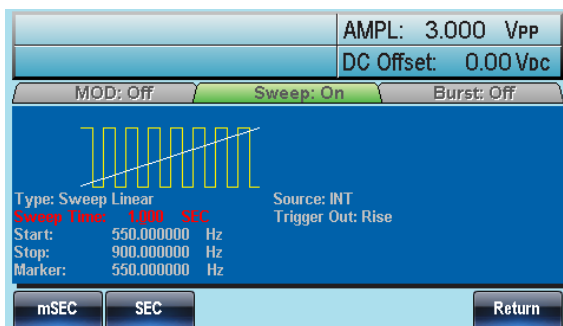 AMPL: 3.000 VPP
DC Offset: 0.00 VDC
MOD: Off Sweep: On Burst: Off
Type: Sweep Linear Source: INT
Sweep Time: 1.000 SEC Trigger Out: Rise
Start: 550.000000 Hz
Stop: 900.000000 Hz
Marker: 550.000000 Hz
mSEC SEC Return